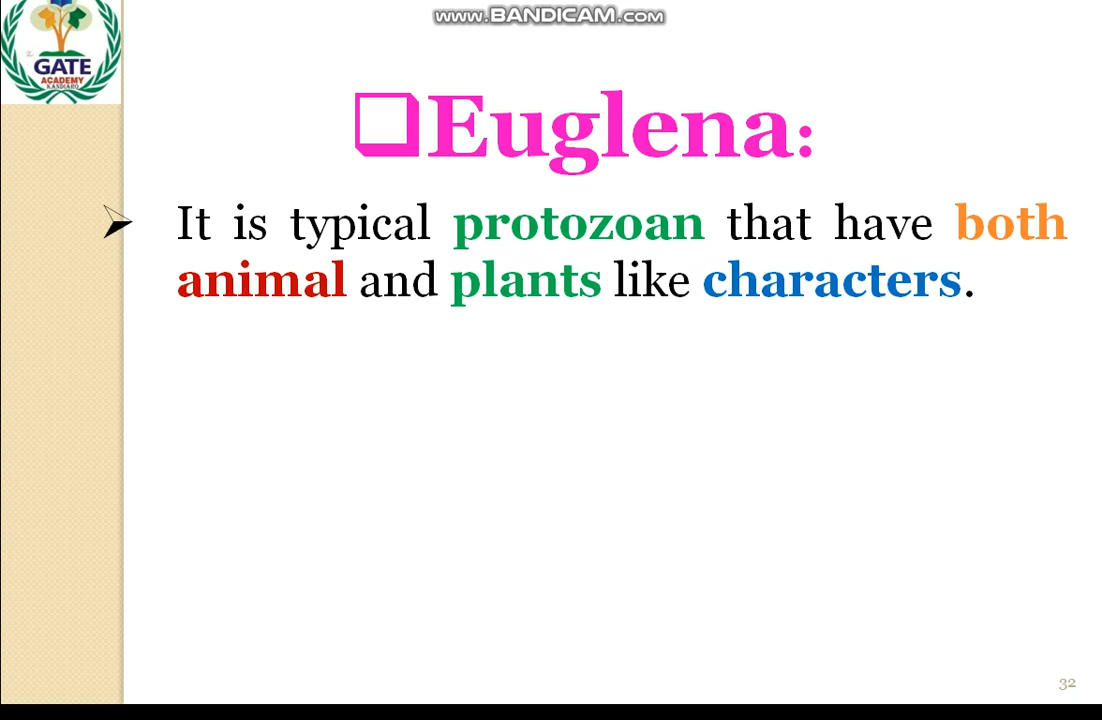 www.BANDICAM.com
GATE
ACADEMY
KANDIARO
❑Euglena:
➢ It is typical protozoan that have both
animal and plants like characters.
32